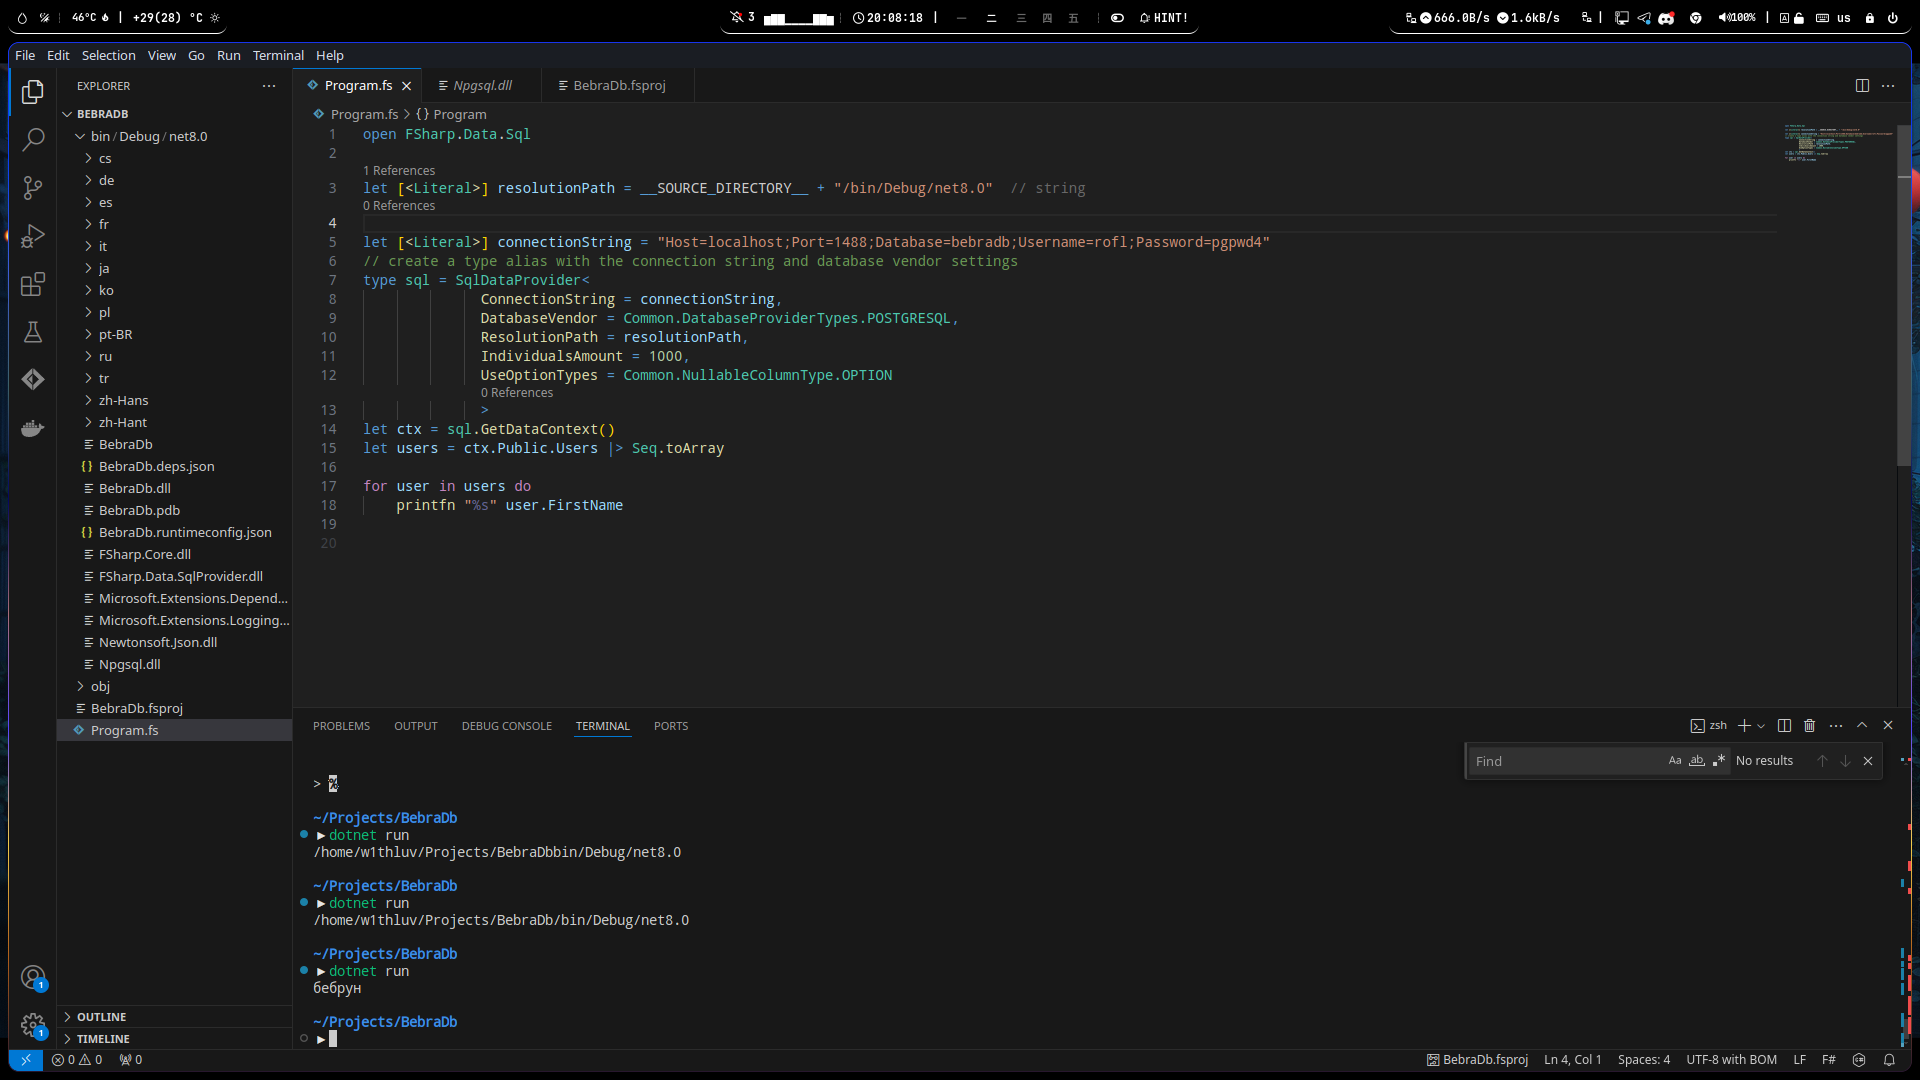 46°C
+29(28) °C
3
20:08:18
一 二 三 四 五
HINT!
666.0B/s 1.6kB/s
100%
us
File Edit Selection View Go Run Terminal Help
EXPLORER
BEBRADB
bin / Debug / net8.0
cs
de
es
fr
it
ja
ko
pl
pt-BR
ru
tr
zh-Hans
zh-Hant
BebraDb
BebraDb.deps.json
BebraDb.dll
BebraDb.pdb
BebraDb.runtimeconfig.json
FSharp.Core.dll
FSharp.Data.SqlProvider.dll
Microsoft.Extensions.Depend...
Microsoft.Extensions.Logging...
Newtonsoft.Json.dll
Npgsql.dll
obj
BebraDb.fsproj
Program.fs
OUTLINE
TIMELINE
Program.fs Npgsql.dll BebraDb.fsproj
Program.fs > {} Program
1 open FSharp.Data.Sql
2
1 References
3 let [<Literal>] resolutionPath = __SOURCE_DIRECTORY__ + "/bin/Debug/net8.0" // string
0 References
4
5 let [<Literal>] connectionString = "Host=localhost;Port=1488;Database=bebradb;Username=rofl;Password=pgpwd4"
6 // create a type alias with the connection string and database vendor settings
7 type sql = SqlDataProvider<
8 ConnectionString = connectionString,
9 DatabaseVendor = Common.DatabaseProviderTypes.POSTGRESQL,
10 ResolutionPath = resolutionPath,
11 IndividualsAmount = 1000,
12 UseOptionTypes = Common.NullableColumnType.OPTION
0 References
13 >
14 let ctx = sql.GetDataContext()
15 let users = ctx.Public.Users |> Seq.toArray
16
17 for user in users do
18 printfn "%s" user.FirstName
19
20
PROBLEMS OUTPUT DEBUG CONSOLE TERMINAL PORTS
zsh
Find Aa ab No results
> %
~/Projects/BebraDb
dotnet run
/home/w1thluv/Projects/BebraDbbin/Debug/net8.0
~/Projects/BebraDb
dotnet run
/home/w1thluv/Projects/BebraDb/bin/Debug/net8.0
~/Projects/BebraDb
dotnet run
бебрун
~/Projects/BebraDb
1
1
0 0 0
BebraDb.fsproj Ln 4, Col 1 Spaces: 4 UTF-8 with BOM LF F#